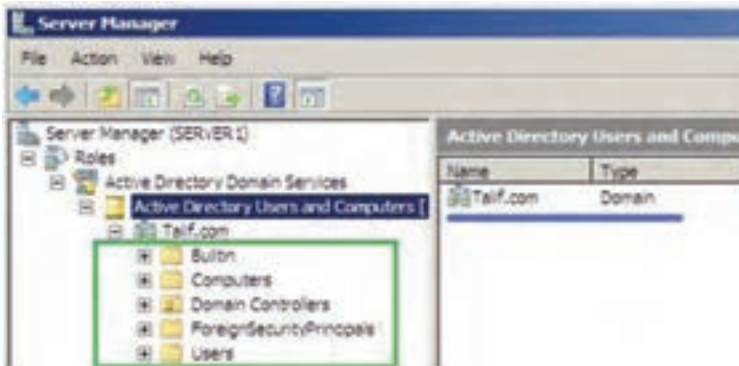 Server Manager
File Action View Help
Server Manager (SERVER1)
Roles
Active Directory Domain Services
Active Directory Users and Computers [
Talif.com
Builtin
Computers
Domain Controllers
ForeignSecurityPrincipals
Users
Active Directory Users and Compu
Name Type
Talif.com Domain